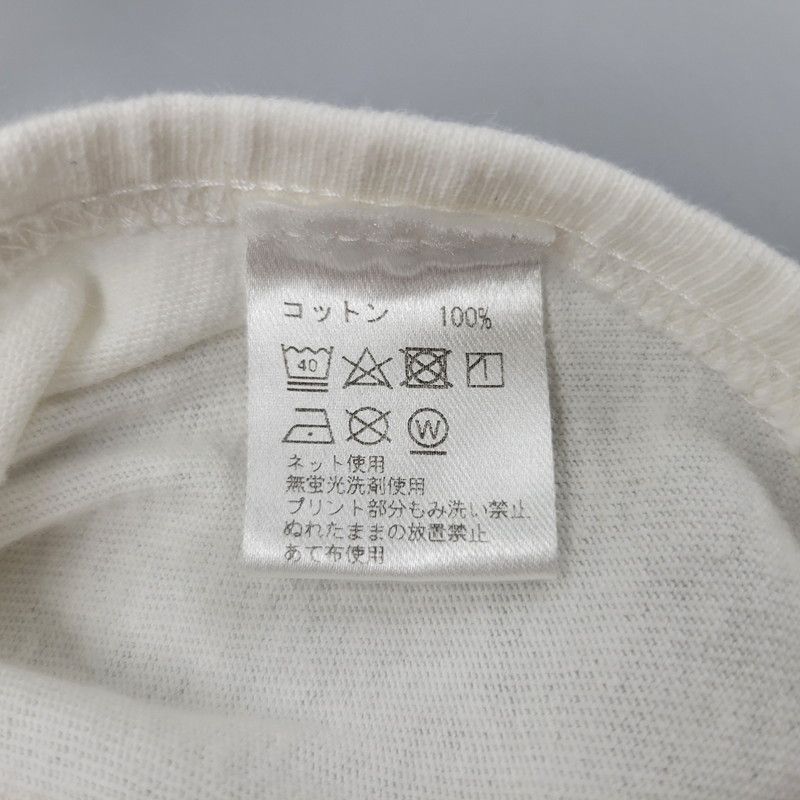 コットン 100%
40
W
ネット使用
無蛍光洗剤使用
プリント部分もみ洗い禁止
ぬれたままの放置禁止
あて布使用